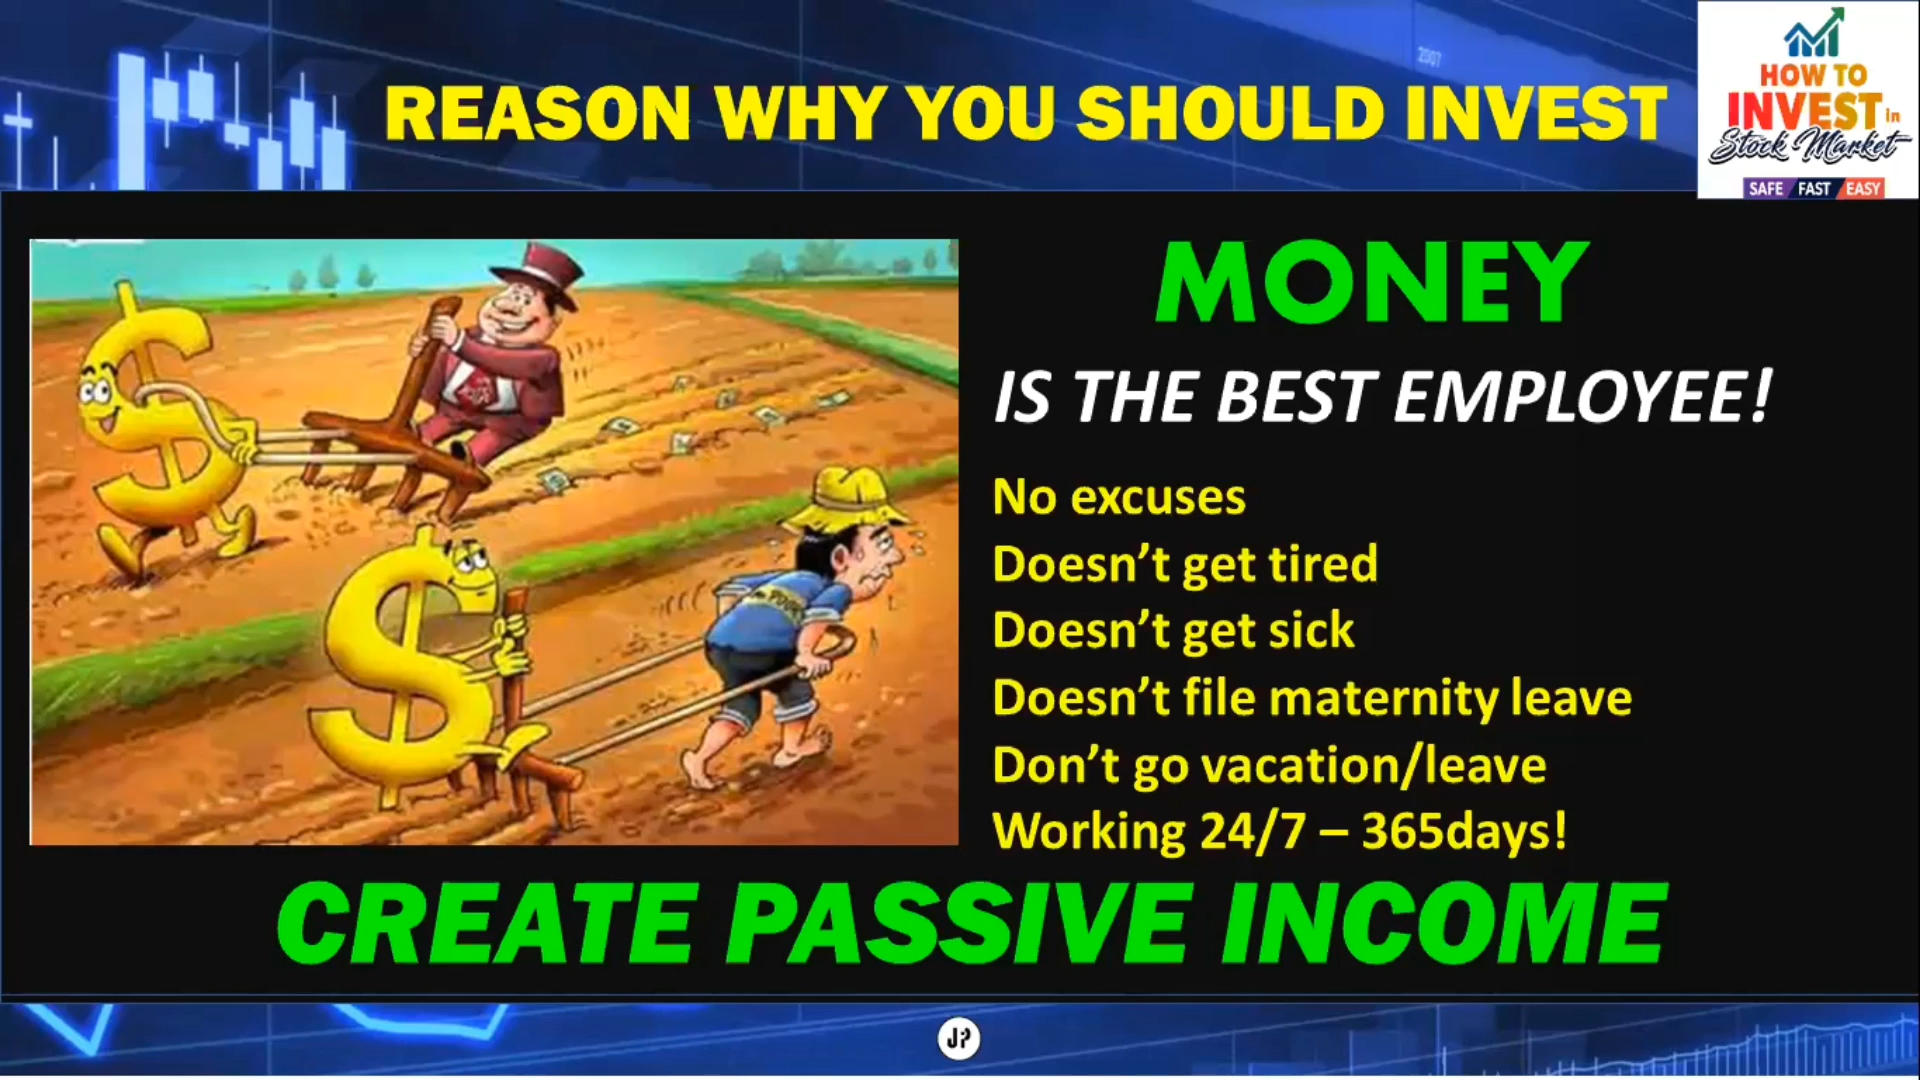 REASON WHY YOU SHOULD INVEST
2007
HOW TO
INVEST in
Stock Market
SAFE FAST EASY
MONEY
IS THE BEST EMPLOYEE!
No excuses
Doesn't get tired
Doesn't get sick
Doesn't file maternity leave
Don't go vacation/leave
Working 24/7 – 365days!
CREATE PASSIVE INCOME